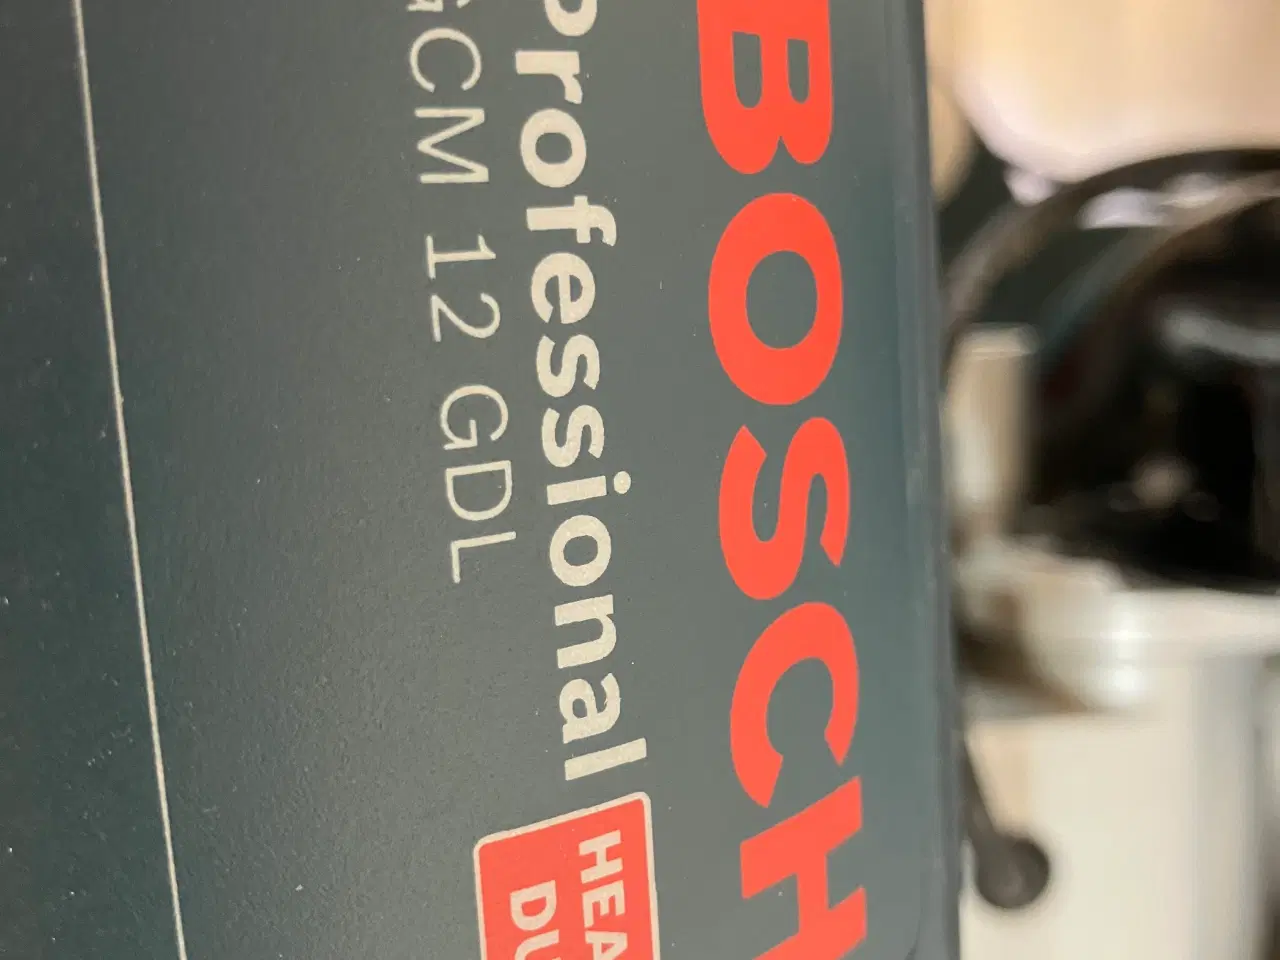 BOSCH
Professional
GCM 12 GDL
HEA
DU